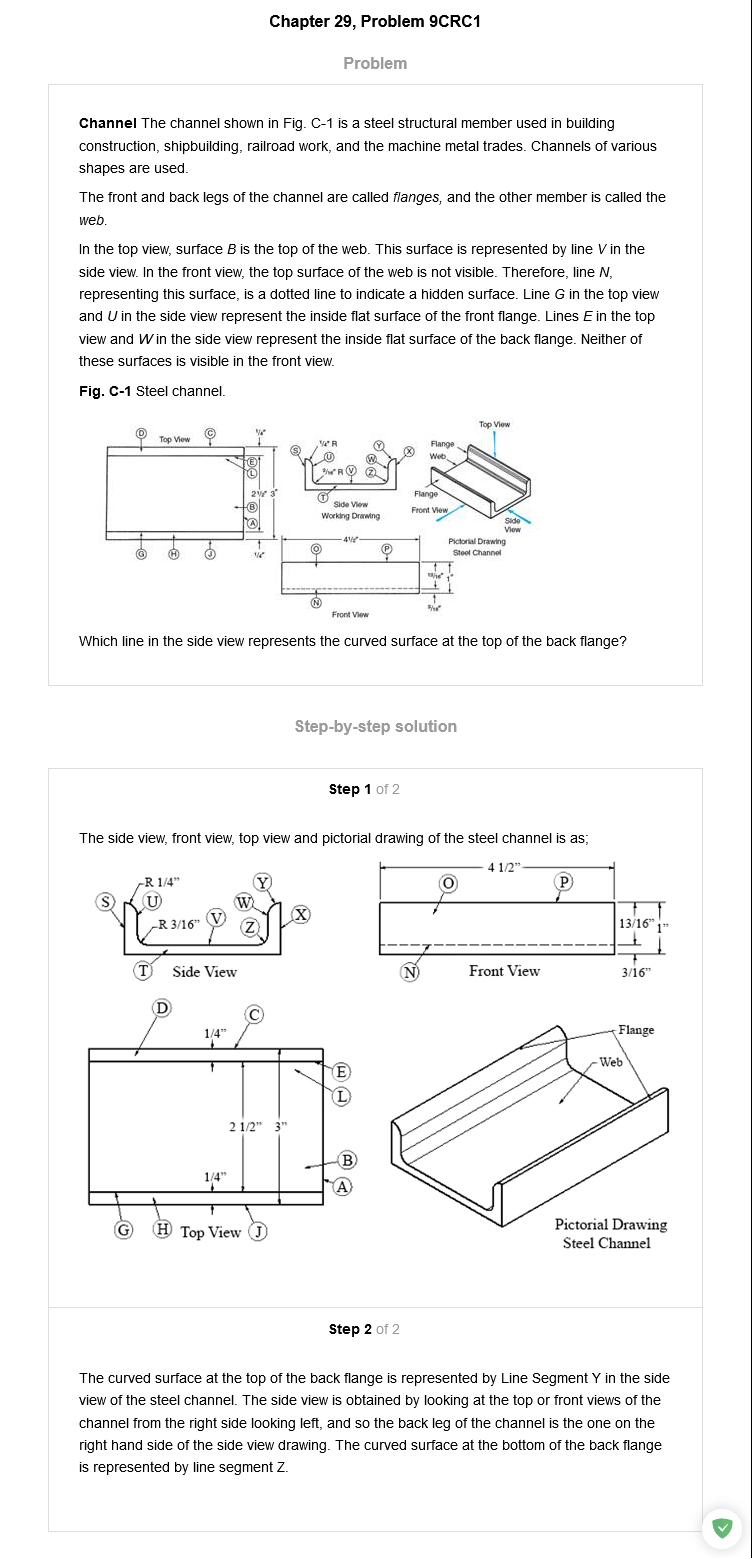 Chapter 29, Problem 9CRC1
Problem
Channel The channel shown in Fig. C-1 is a steel structural member used in building
construction, shipbuilding, railroad work, and the machine metal trades. Channels of various
shapes are used.
The front and back legs of the channel are called flanges, and the other member is called the
web.
In the top view, surface B is the top of the web. This surface is represented by line V in the
side view. In the front view, the top surface of the web is not visible. Therefore, line N,
representing this surface, is a dotted line to indicate a hidden surface. Line G in the top view
and U in the side view represent the inside flat surface of the front flange. Lines E in the top
view and W in the side view represent the inside flat surface of the back flange. Neither of
these surfaces is visible in the front view.
Fig. C-1 Steel channel.
D
Top View
C
1/4"
E
L
2 1/2" 3"
B
A
G
H
J
1/4"
S
1/4" R
U
Y
W
X
3/16" R
V
Z
T
Side View
Working Drawing
Top View
Flange
Web
Flange
Front View
Side
View
Pictorial Drawing
Steel Channel
4 1/2"
O
P
13/16" 1"
N
3/16"
Front View
Which line in the side view represents the curved surface at the top of the back flange?
Step-by-step solution
Step 1 of 2
The side view, front view, top view and pictorial drawing of the steel channel is as;
R 1/4"
Y
S
U
W
X
R 3/16"
V
Z
T
Side View
4 1/2"
O
P
13/16" 1"
N
Front View
3/16"
D
C
1/4"
E
L
2 1/2" 3"
B
1/4"
A
G
H
Top View
J
Flange
Web
Pictorial Drawing
Steel Channel
Step 2 of 2
The curved surface at the top of the back flange is represented by Line Segment Y in the side
view of the steel channel. The side view is obtained by looking at the top or front views of the
channel from the right side looking left, and so the back leg of the channel is the one on the
right hand side of the side view drawing. The curved surface at the bottom of the back flange
is represented by line segment Z.